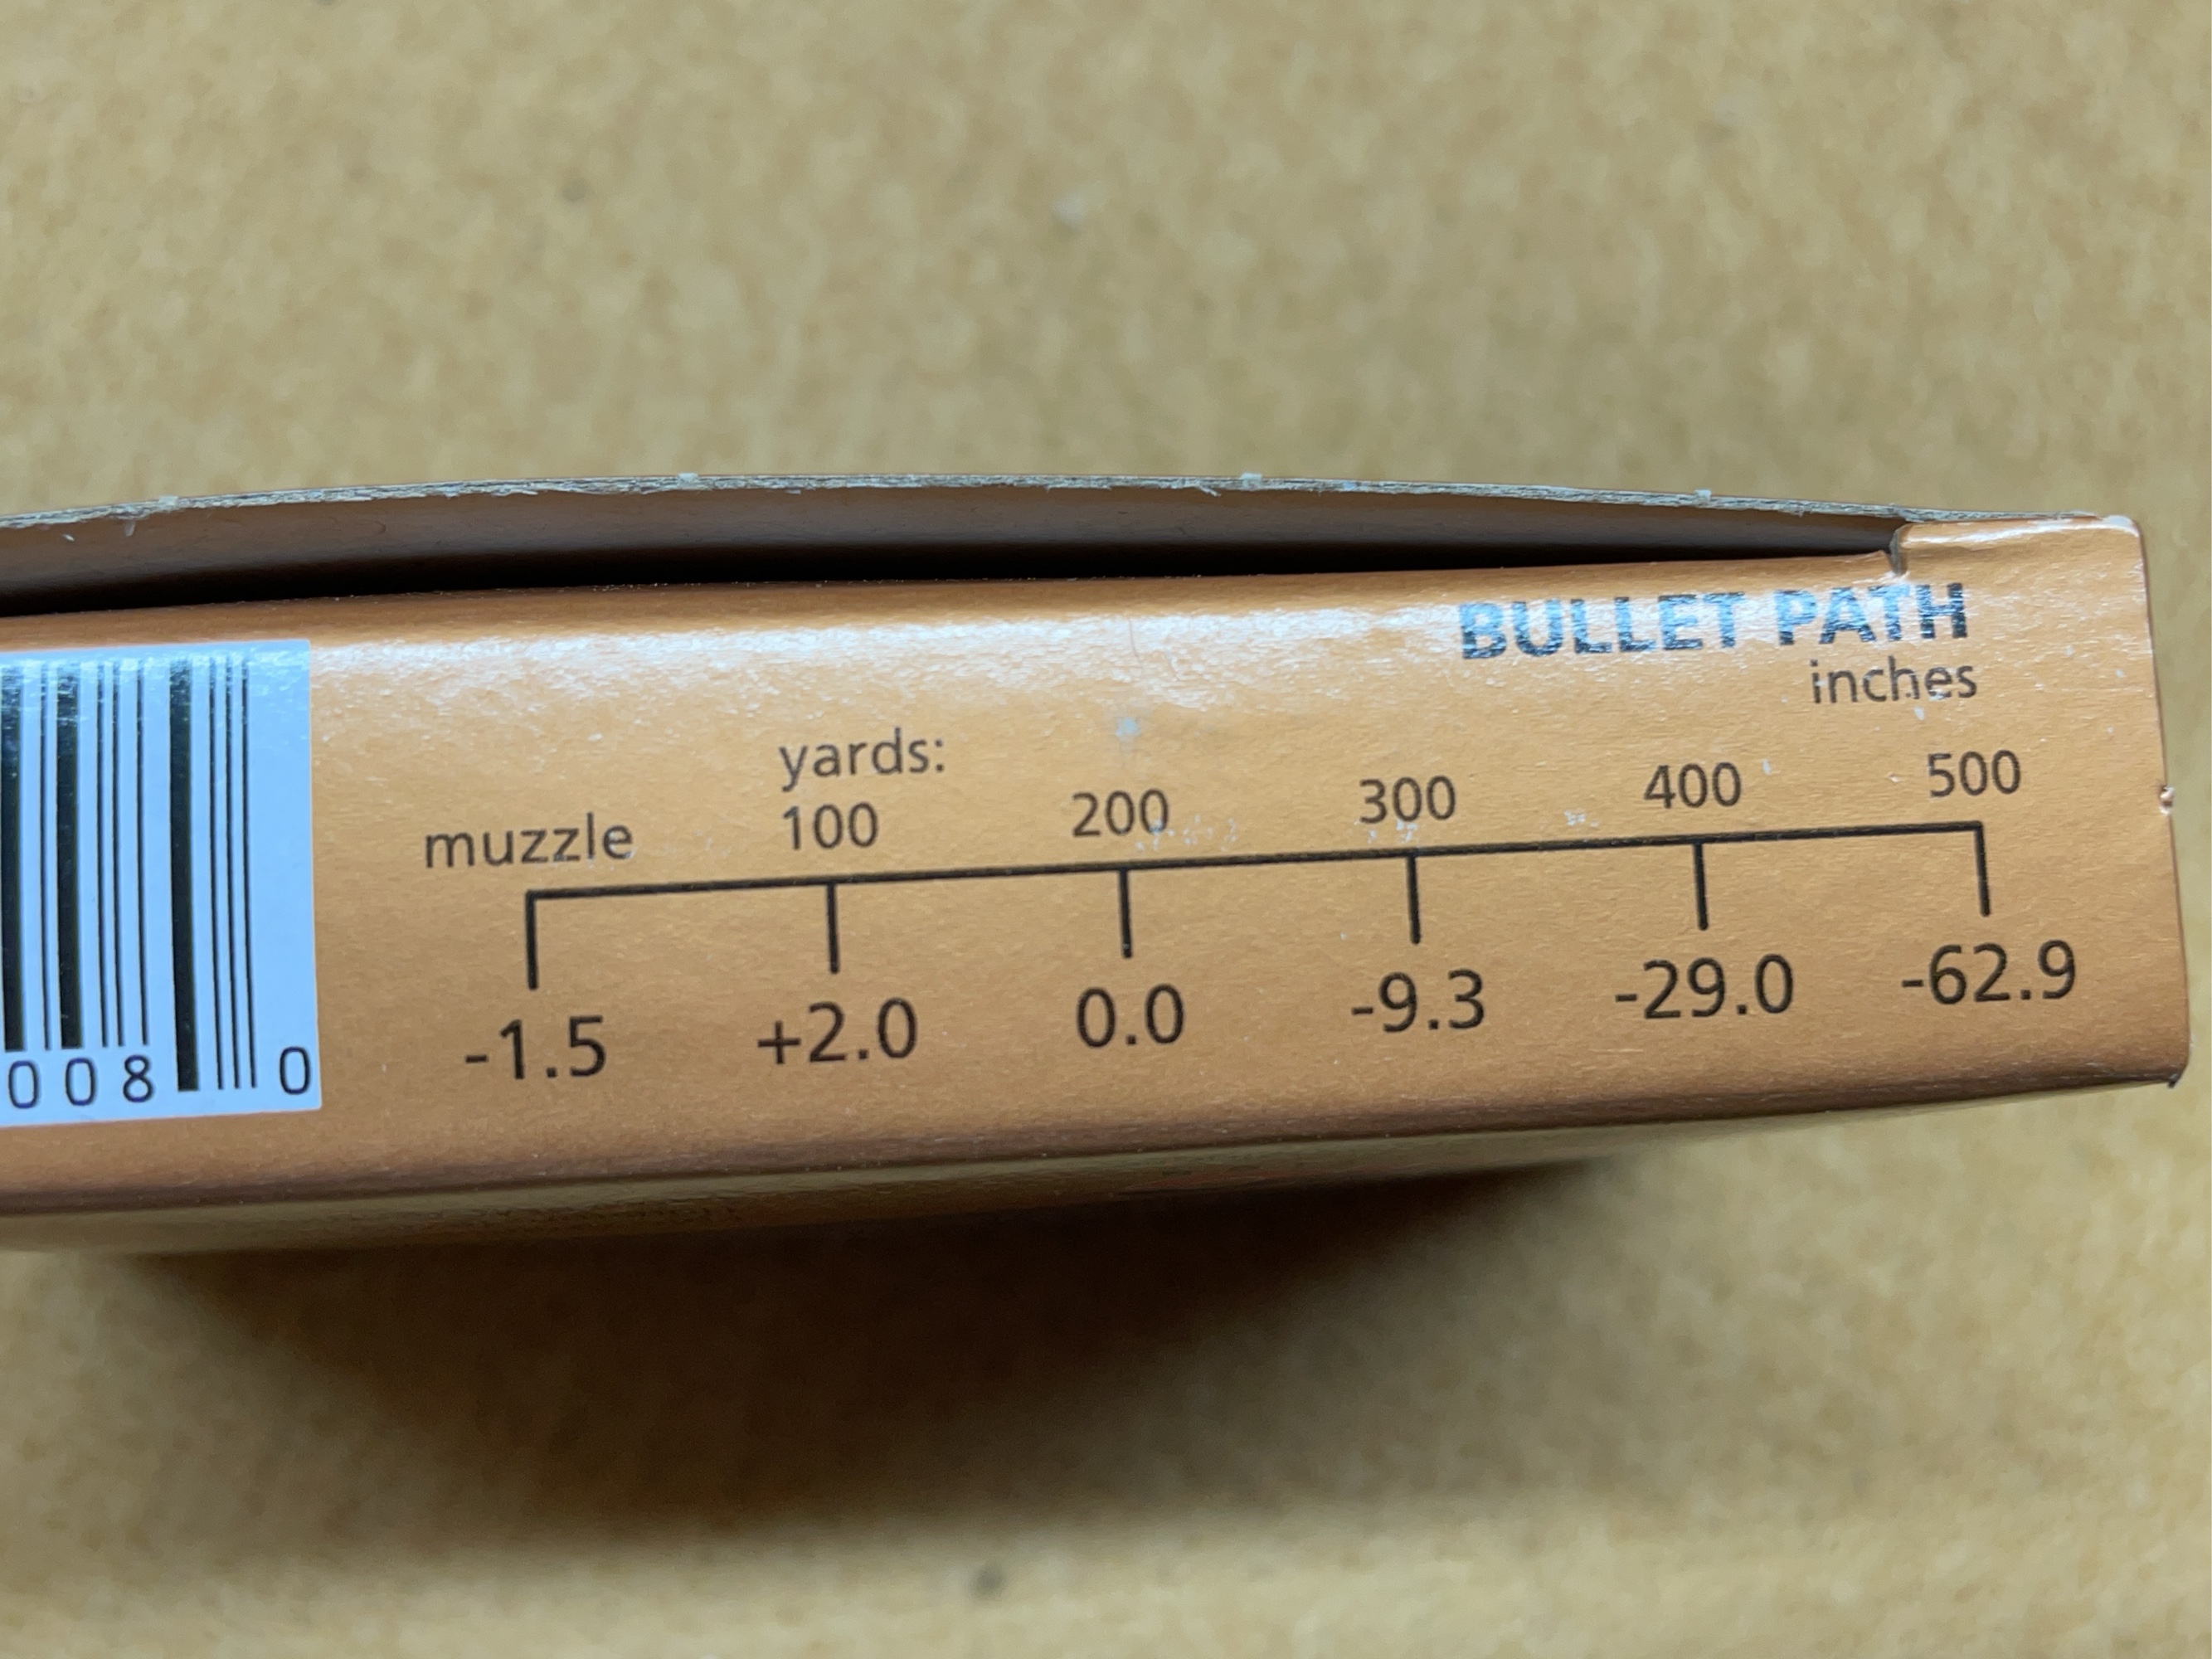 BULLET PATH
inches
yards:
muzzle 100 200 300 400 500
-1.5 +2.0 0.0 -9.3 -29.0 -62.9
008 0